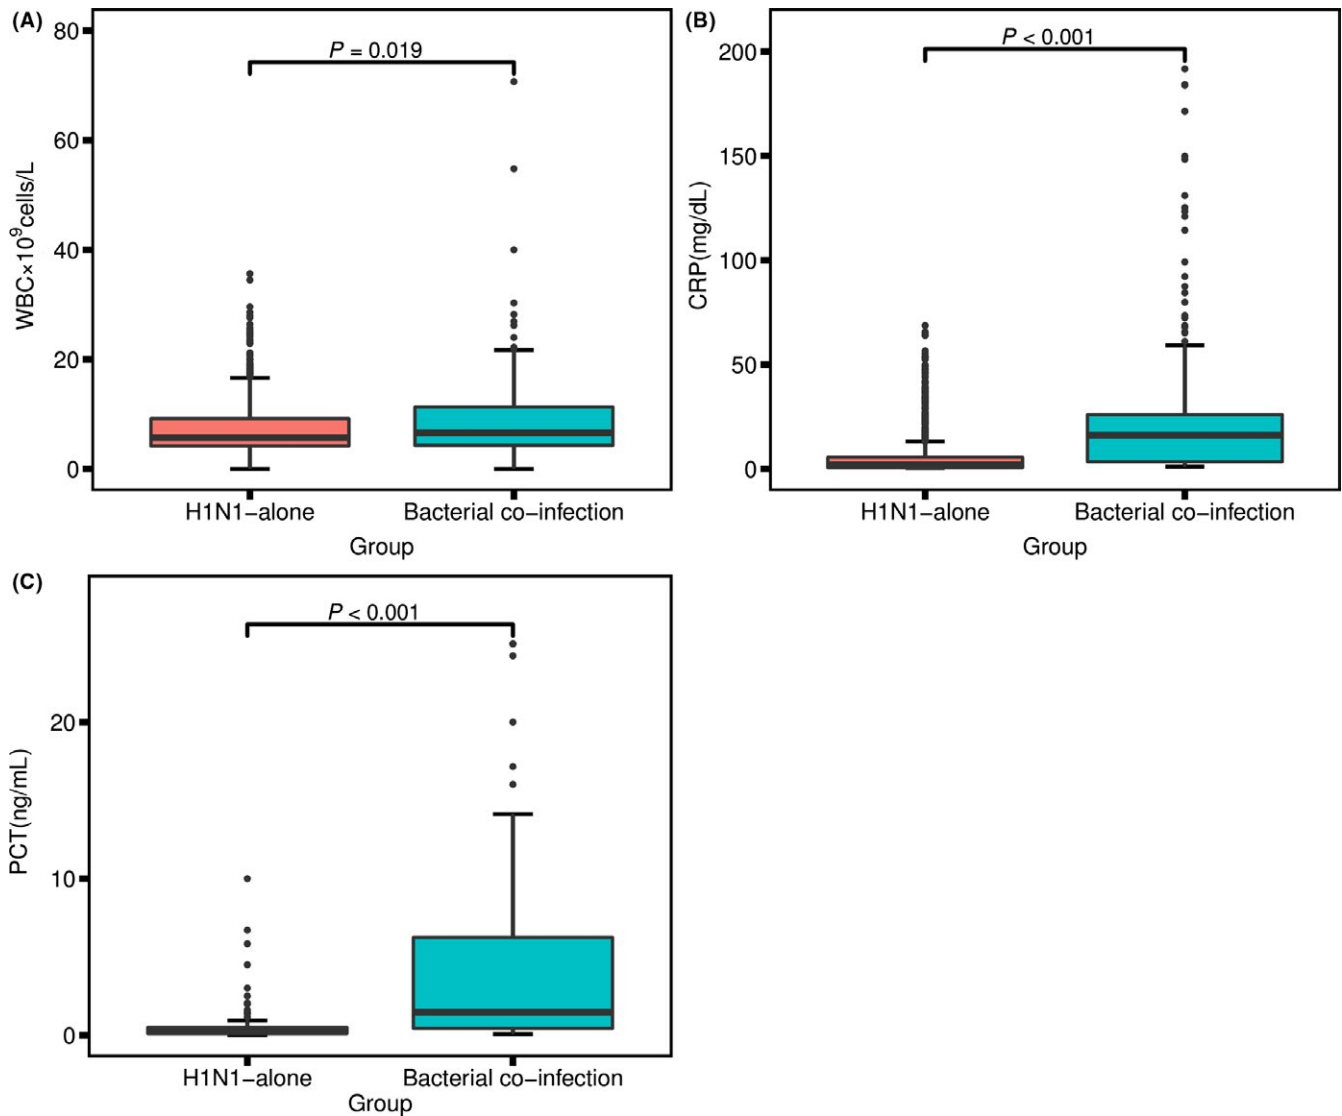 (A)
80
60
40
20
0
WBC×10⁹cells/L
P = 0.019
H1N1−alone
Bacterial co−infection
Group
(B)
200
150
100
50
0
CRP(mg/dL)
P < 0.001
H1N1−alone
Bacterial co−infection
Group
(C)
20
10
0
PCT(ng/mL)
P < 0.001
H1N1−alone
Bacterial co−infection
Group